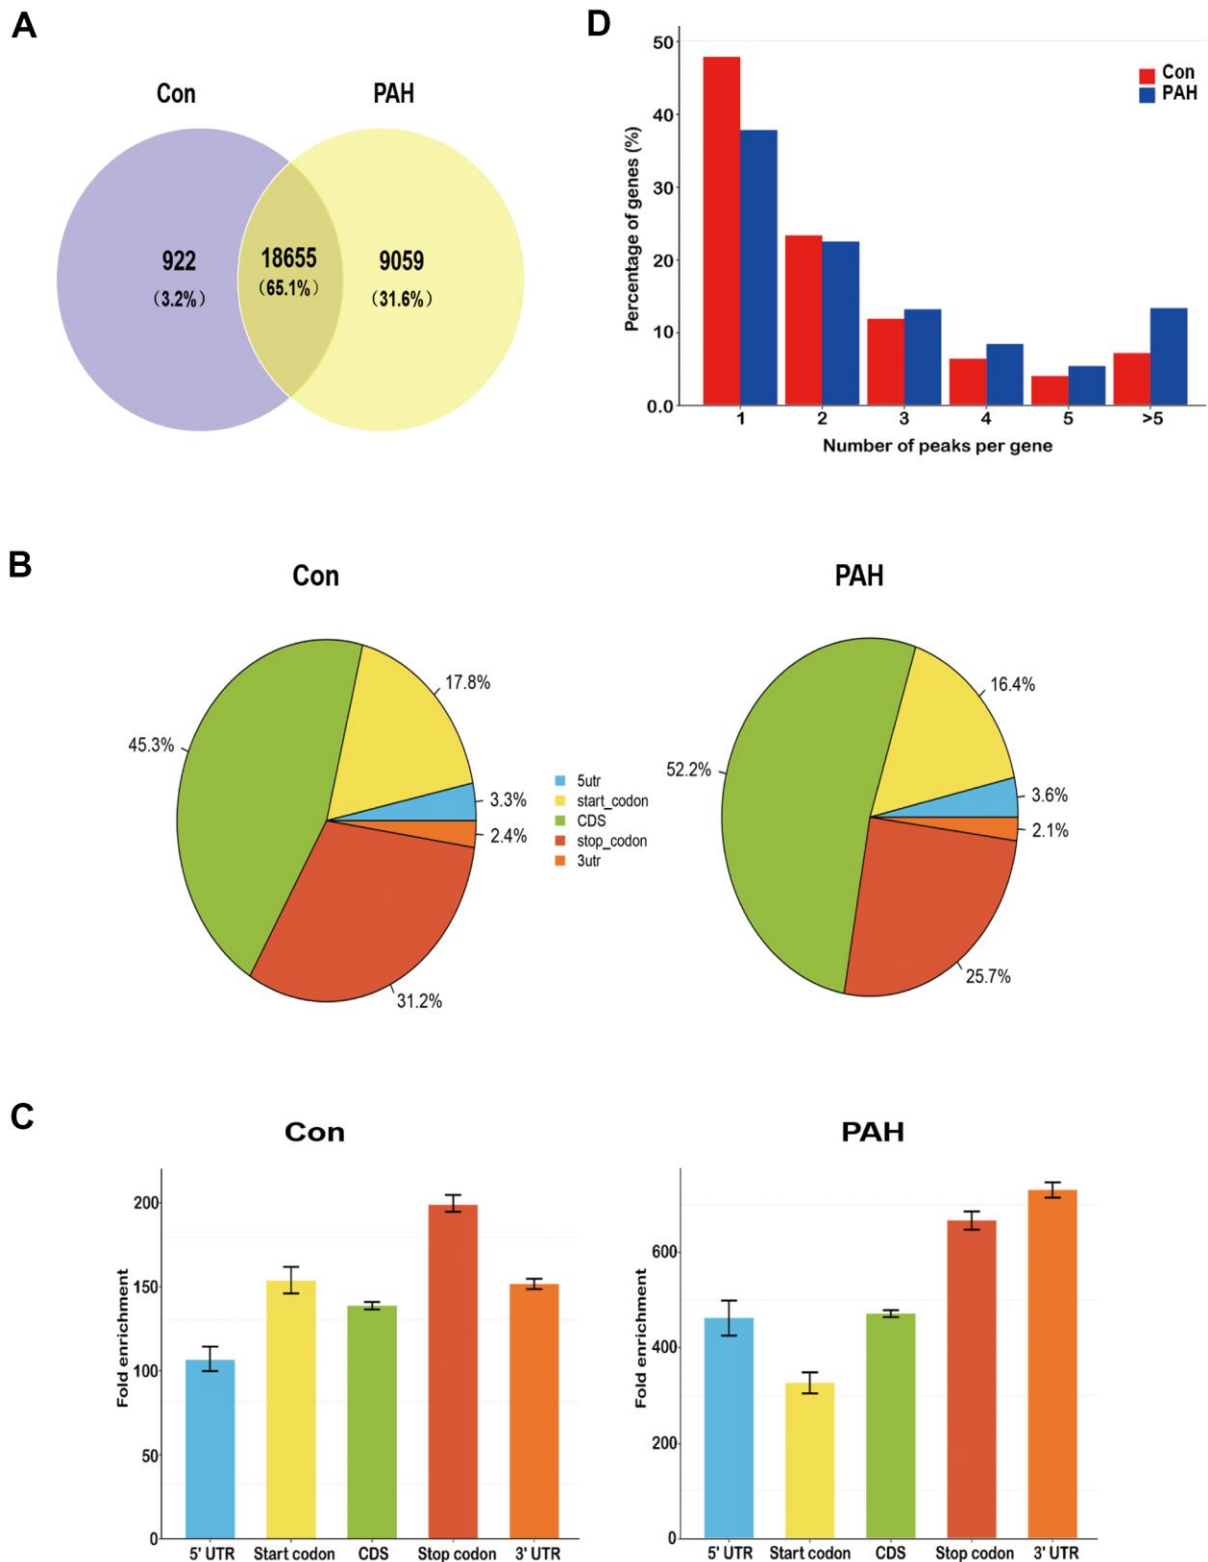 A
Con
PAH
922
(3.2%)
18655
(65.1%)
9059
(31.6%)
D
50
40
30
20
10
0.0
Percentage of genes (%)
Con
PAH
1
2
3
4
5
>5
Number of peaks per gene
B
Con
PAH
17.8%
45.3%
3.3%
2.4%
31.2%
5utr
start_codon
CDS
stop_codon
3utr
16.4%
52.2%
3.6%
2.1%
25.7%
C
Con
200
150
100
50
0
Fold enrichment
5' UTR
Start codon
CDS
Stop codon
3' UTR
PAH
600
400
200
0
Fold enrichment
5' UTR
Start codon
CDS
Stop codon
3' UTR